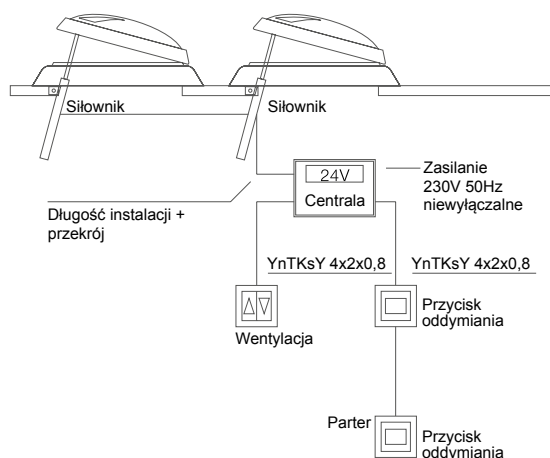 Siłownik
Siłownik
24V
Centrala
Zasilanie
230V 50Hz
niewyłączalne
Długość instalacji +
przekrój
YnTKsY 4x2x0,8
YnTKsY 4x2x0,8
Wentylacja
Przycisk
oddymiania
Parter
Przycisk
oddymiania